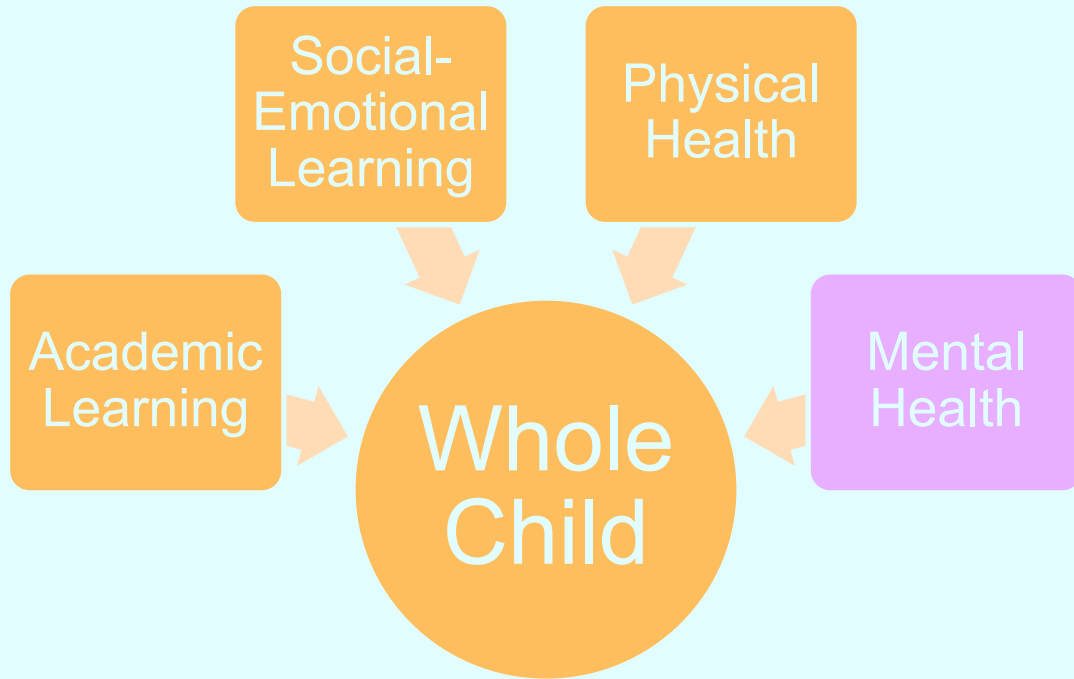 Social-
Emotional
Learning
Physical
Health
Academic
Learning
Mental
Health
Whole
Child